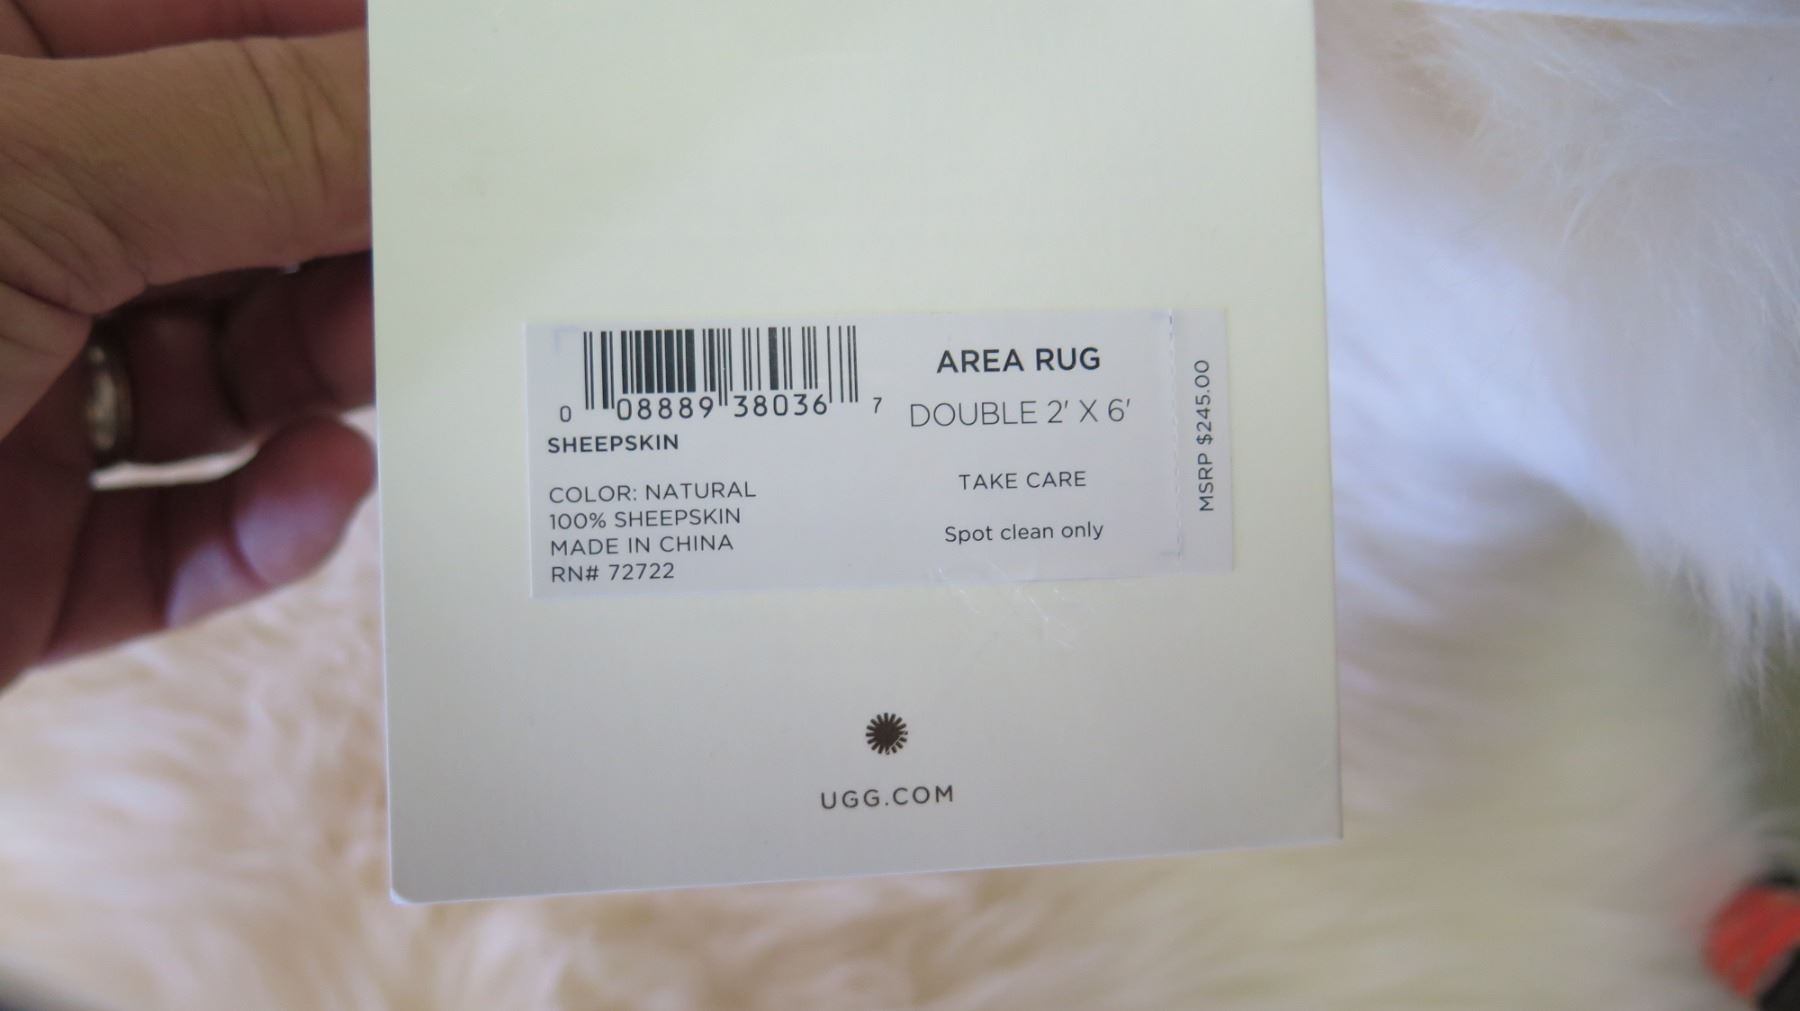 0 08889 38036 7
SHEEPSKIN
COLOR: NATURAL
100% SHEEPSKIN
MADE IN CHINA
RN# 72722
AREA RUG
DOUBLE 2' X 6'
TAKE CARE
Spot clean only
MSRP $245.00
UGG.COM